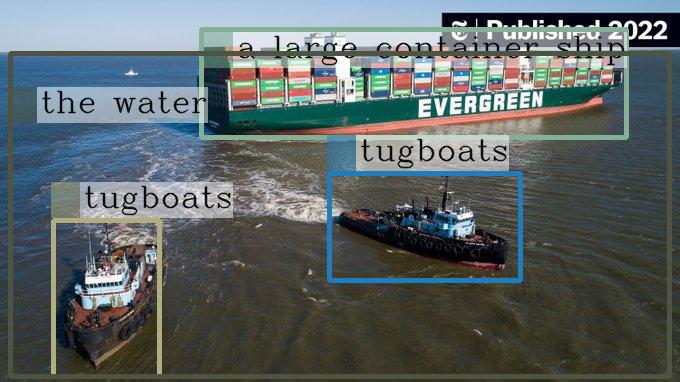 Published 2022
a large container ship
the water
EVERGREEN
tugboats
tugboats